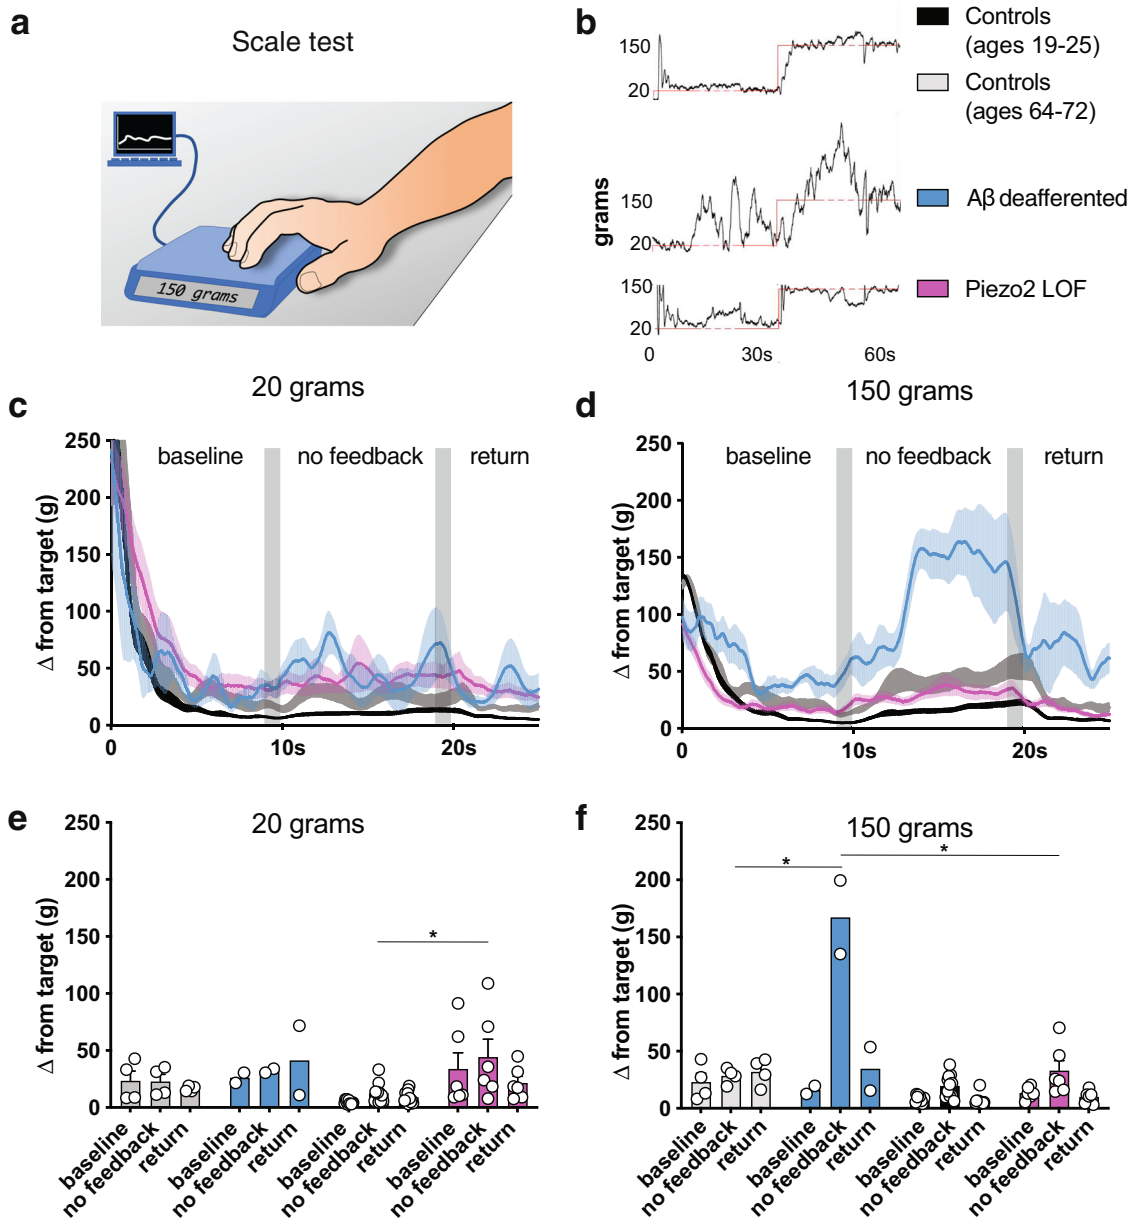 a
Scale test
150 grams
b
150
20
150
20
150
20
grams
0
30s
60s
Controls
(ages 19-25)
Controls
(ages 64-72)
Aβ deafferented
Piezo2 LOF
c
20 grams
baseline
no feedback
return
Δ from target (g)
250
200
150
100
50
0
0
10s
20s
d
150 grams
baseline
no feedback
return
Δ from target (g)
250
200
150
100
50
0
0
10s
20s
e
20 grams
Δ from target (g)
250
200
150
100
50
0
*
baseline
no feedback
return
baseline
no feedback
return
baseline
no feedback
return
baseline
no feedback
return
f
150 grams
Δ from target (g)
250
200
150
100
50
0
*
*
baseline
no feedback
return
baseline
no feedback
return
baseline
no feedback
return
baseline
no feedback
return